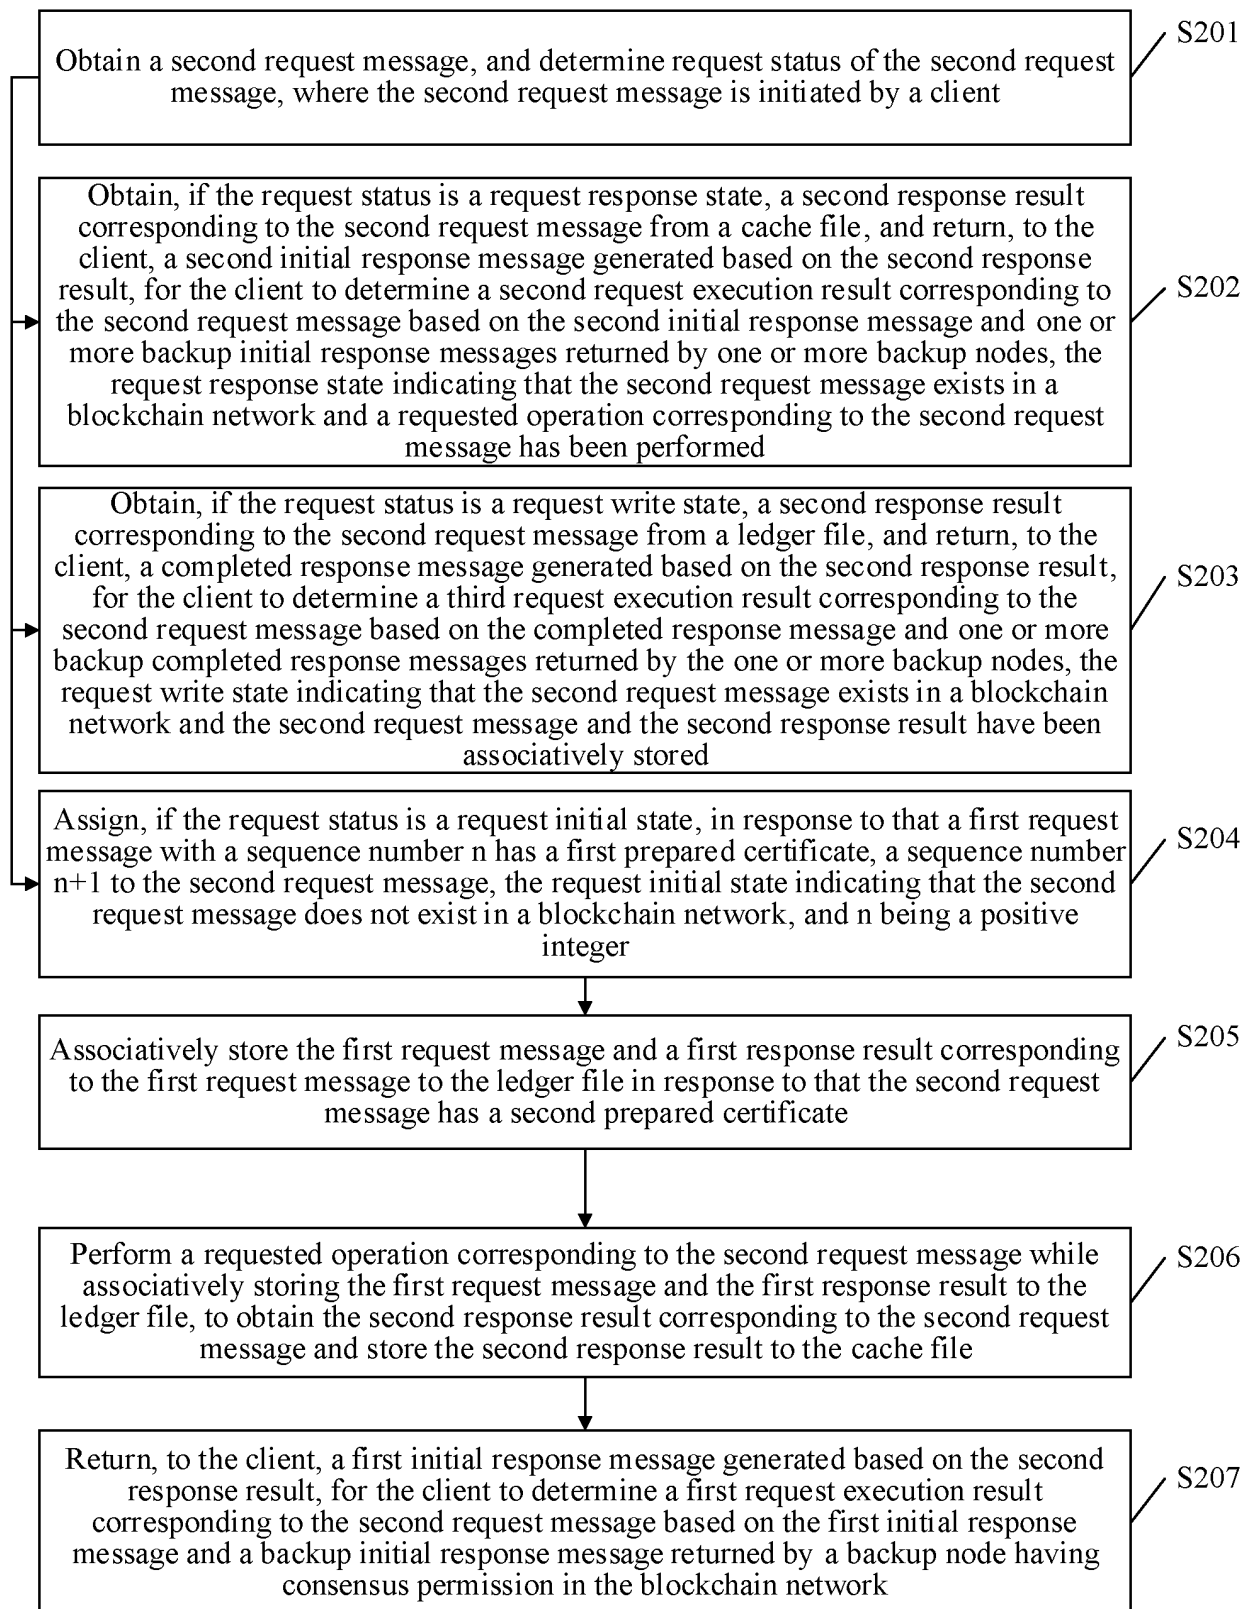 S201
Obtain a second request message, and determine request status of the second request
message, where the second request message is initiated by a client
Obtain, if the request status is a request response state, a second response result
corresponding to the second request message from a cache file, and return, to the
client, a second initial response message generated based on the second response
result, for the client to determine a second request execution result corresponding to
the second request message based on the second initial response message and one or
more backup initial response messages returned by one or more backup nodes, the
request response state indicating that the second request message exists in a
blockchain network and a requested operation corresponding to the second request
message has been performed
S202
Obtain, if the request status is a request write state, a second response result
corresponding to the second request message from a ledger file, and return, to the
client, a completed response message generated based on the second response result,
for the client to determine a third request execution result corresponding to the
second request message based on the completed response message and one or more
backup completed response messages returned by the one or more backup nodes, the
request write state indicating that the second request message exists in a blockchain
network and the second request message and the second response result have been
associatively stored
S203
Assign, if the request status is a request initial state, in response to that a first request
message with a sequence number n has a first prepared certificate, a sequence number
n+1 to the second request message, the request initial state indicating that the second
request message does not exist in a blockchain network, and n being a positive
integer
S204
Associatively store the first request message and a first response result corresponding
to the first request message to the ledger file in response to that the second request
message has a second prepared certificate
S205
Perform a requested operation corresponding to the second request message while
associatively storing the first request message and the first response result to the
ledger file, to obtain the second response result corresponding to the second request
message and store the second response result to the cache file
S206
Return, to the client, a first initial response message generated based on the second
response result, for the client to determine a first request execution result
corresponding to the second request message based on the first initial response
message and a backup initial response message returned by a backup node having
consensus permission in the blockchain network
S207